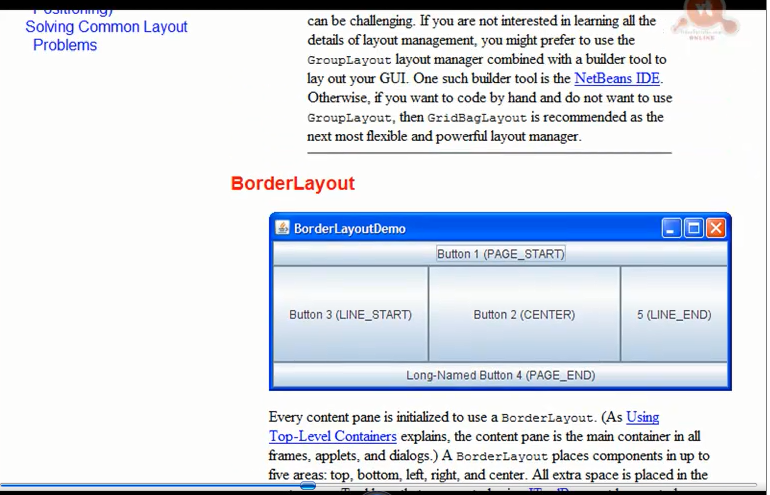 Positioning)
Solving Common Layout
Problems
can be challenging. If you are not interested in learning all the
details of layout management, you might prefer to use the
GroupLayout layout manager combined with a builder tool to
lay out your GUI. One such builder tool is the NetBeans IDE.
Otherwise, if you want to code by hand and do not want to use
GroupLayout, then GridBagLayout is recommended as the
next most flexible and powerful layout manager.
BorderLayout
BorderLayoutDemo
Button 1 (PAGE_START)
Button 3 (LINE_START) Button 2 (CENTER) 5 (LINE_END)
Long-Named Button 4 (PAGE_END)
Every content pane is initialized to use a BorderLayout. (As Using
Top-Level Containers explains, the content pane is the main container in all
frames, applets, and dialogs.) A BorderLayout places components in up to
five areas: top, bottom, left, right, and center. All extra space is placed in the